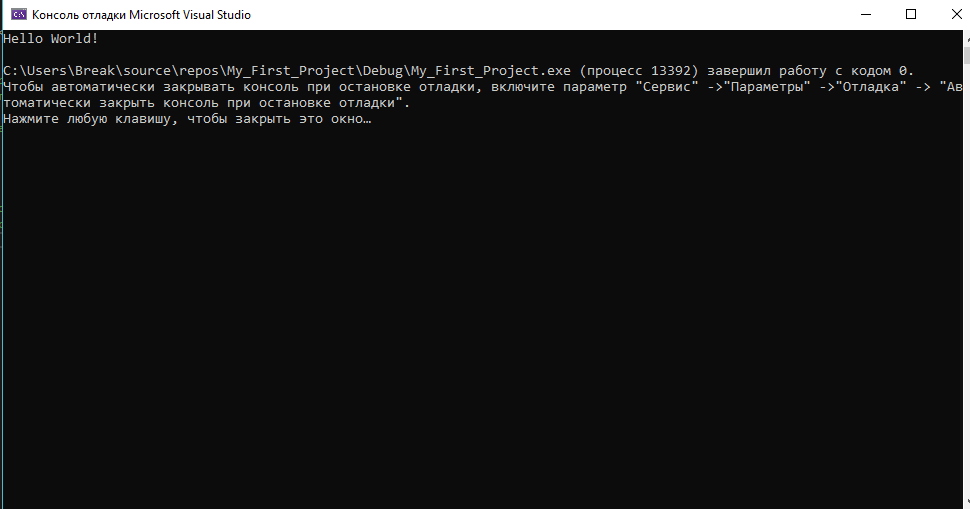 Консоль отладки Microsoft Visual Studio
Hello World!
C:\Users\Break\source\repos\My_First_Project\Debug\My_First_Project.exe (процесс 13392) завершил работу с кодом 0.
Чтобы автоматически закрывать консоль при остановке отладки, включите параметр "Сервис" ->"Параметры" ->"Отладка" -> "Ав
томатически закрыть консоль при остановке отладки".
Нажмите любую клавишу, чтобы закрыть это окно…